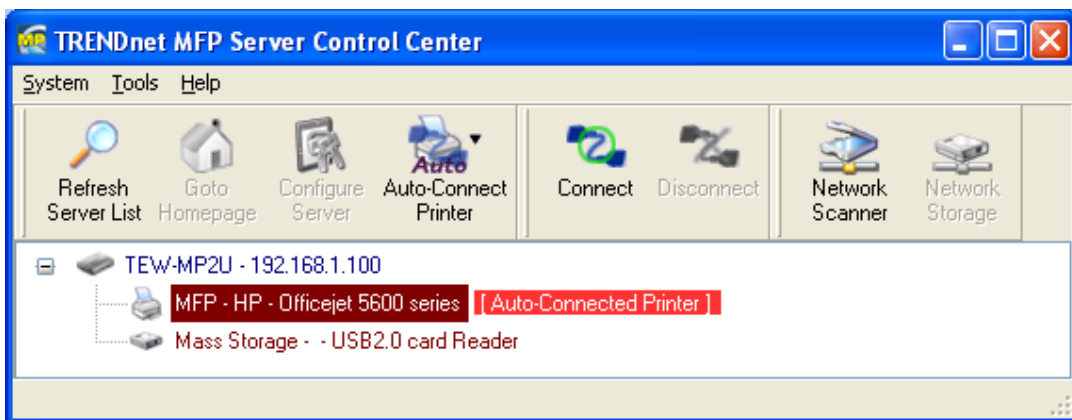 TRENDnet MFP Server Control Center
System Tools Help
Refresh Server List
Goto Homepage
Configure Server
Auto
Auto-Connect Printer
Connect
Disconnect
Network Scanner
Network Storage
TEW-MP2U - 192.168.1.100
MFP - HP - Officejet 5600 series [ Auto-Connected Printer ]
Mass Storage - - USB2.0 card Reader